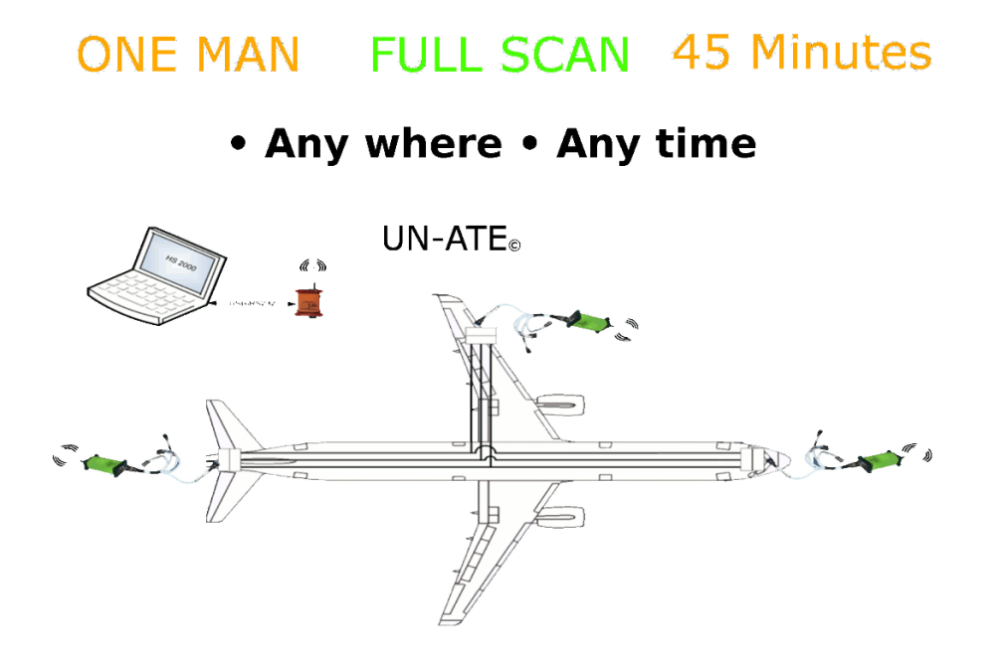 ONE MAN FULL SCAN 45 Minutes
• Any where • Any time
UN-ATE©
HS 2000